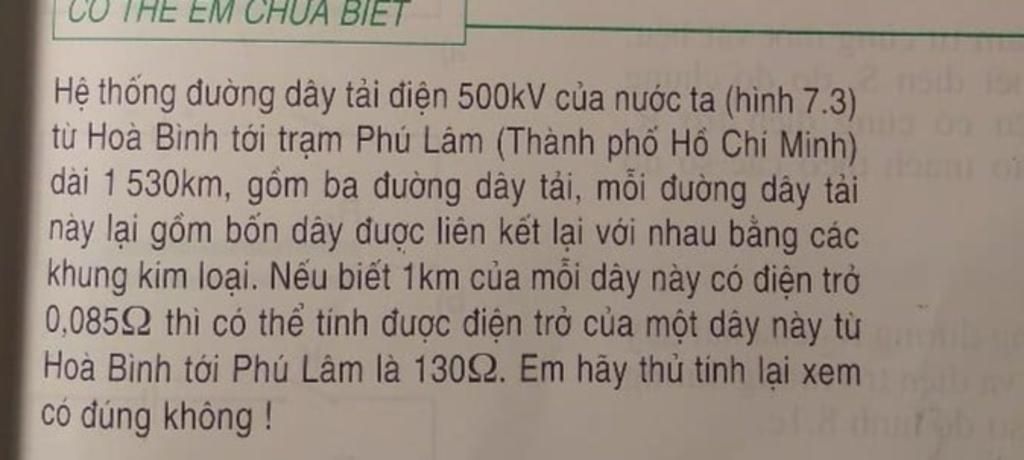 CÓ THỂ EM CHƯA BIẾT
Hệ thống đường dây tải điện 500kV của nước ta (hình 7.3)
từ Hoà Bình tới trạm Phú Lâm (Thành phố Hồ Chí Minh)
dài 1 530km, gồm ba đường dây tải, mỗi đường dây tải
này lại gồm bốn dây được liên kết lại với nhau bằng các
khung kim loại. Nếu biết 1km của mỗi dây này có điện trở
0,085Ω thì có thể tính được điện trở của một dây này từ
Hoà Bình tới Phú Lâm là 130Ω. Em hãy thử tính lại xem
có đúng không !